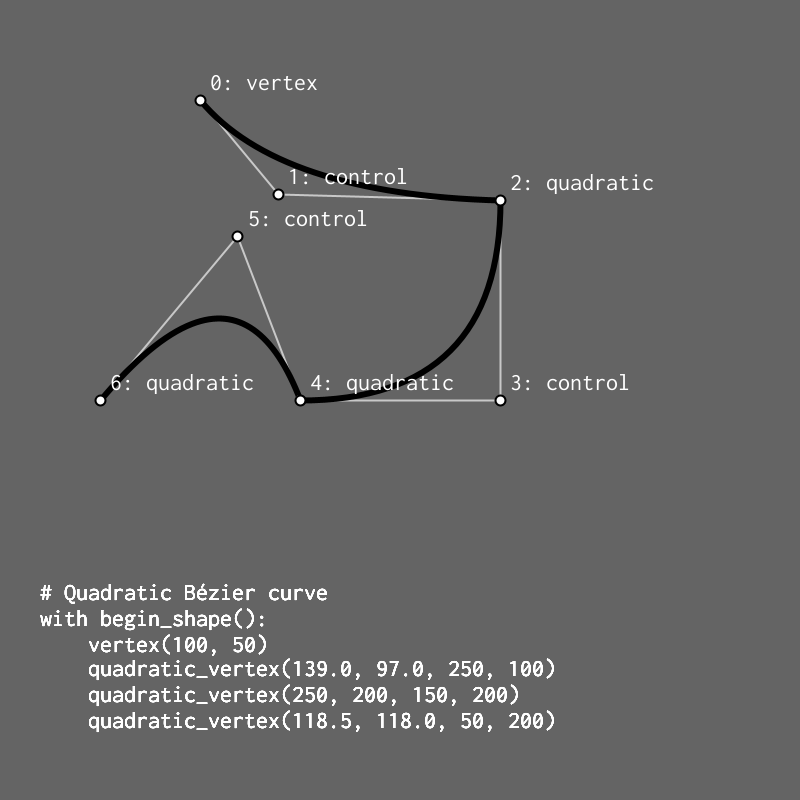 0: vertex
1: control
2: quadratic
5: control
6: quadratic
4: quadratic
3: control
# Quadratic Bézier curve
with begin_shape():
    vertex(100, 50)
    quadratic_vertex(139.0, 97.0, 250, 100)
    quadratic_vertex(250, 200, 150, 200)
    quadratic_vertex(118.5, 118.0, 50, 200)